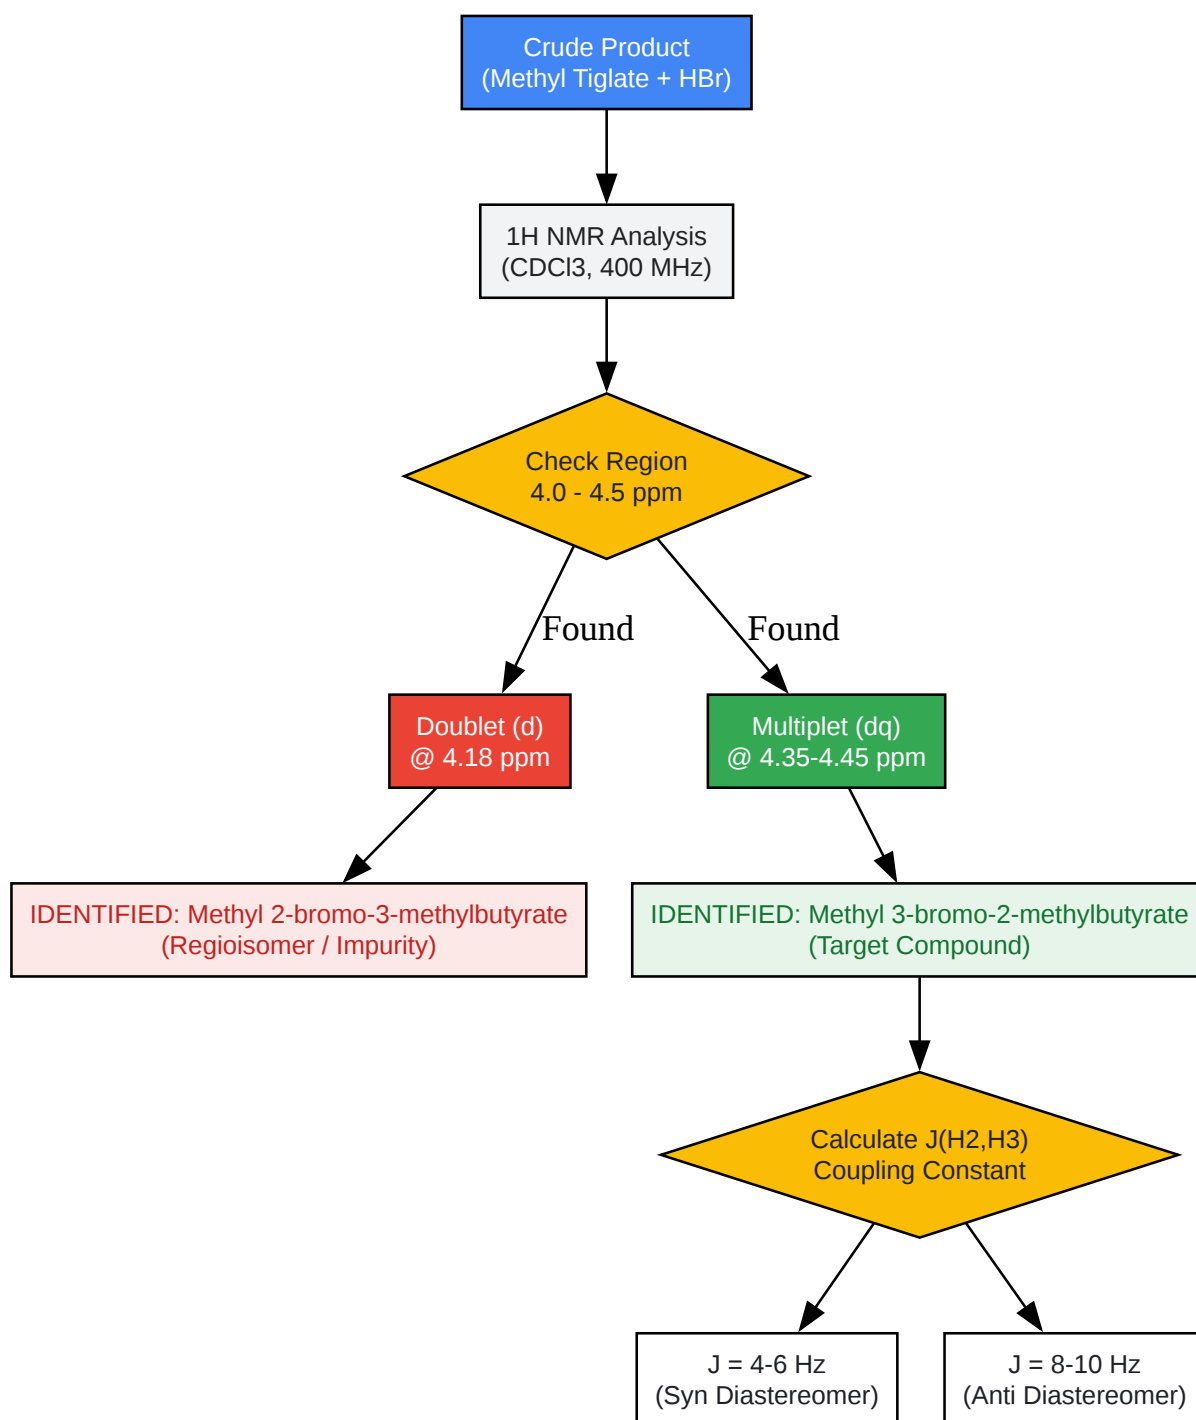 Crude Product
(Methyl Tiglate + HBr)
1H NMR Analysis
(CDCl3, 400 MHz)
Check Region
4.0 - 4.5 ppm
Found
Found
Doublet (d)
@ 4.18 ppm
Multiplet (dq)
@ 4.35-4.45 ppm
IDENTIFIED: Methyl 2-bromo-3-methylbutyrate
(Regioisomer / Impurity)
IDENTIFIED: Methyl 3-bromo-2-methylbutyrate
(Target Compound)
Calculate J(H2,H3)
Coupling Constant
J = 4-6 Hz
(Syn Diastereomer)
J = 8-10 Hz
(Anti Diastereomer)